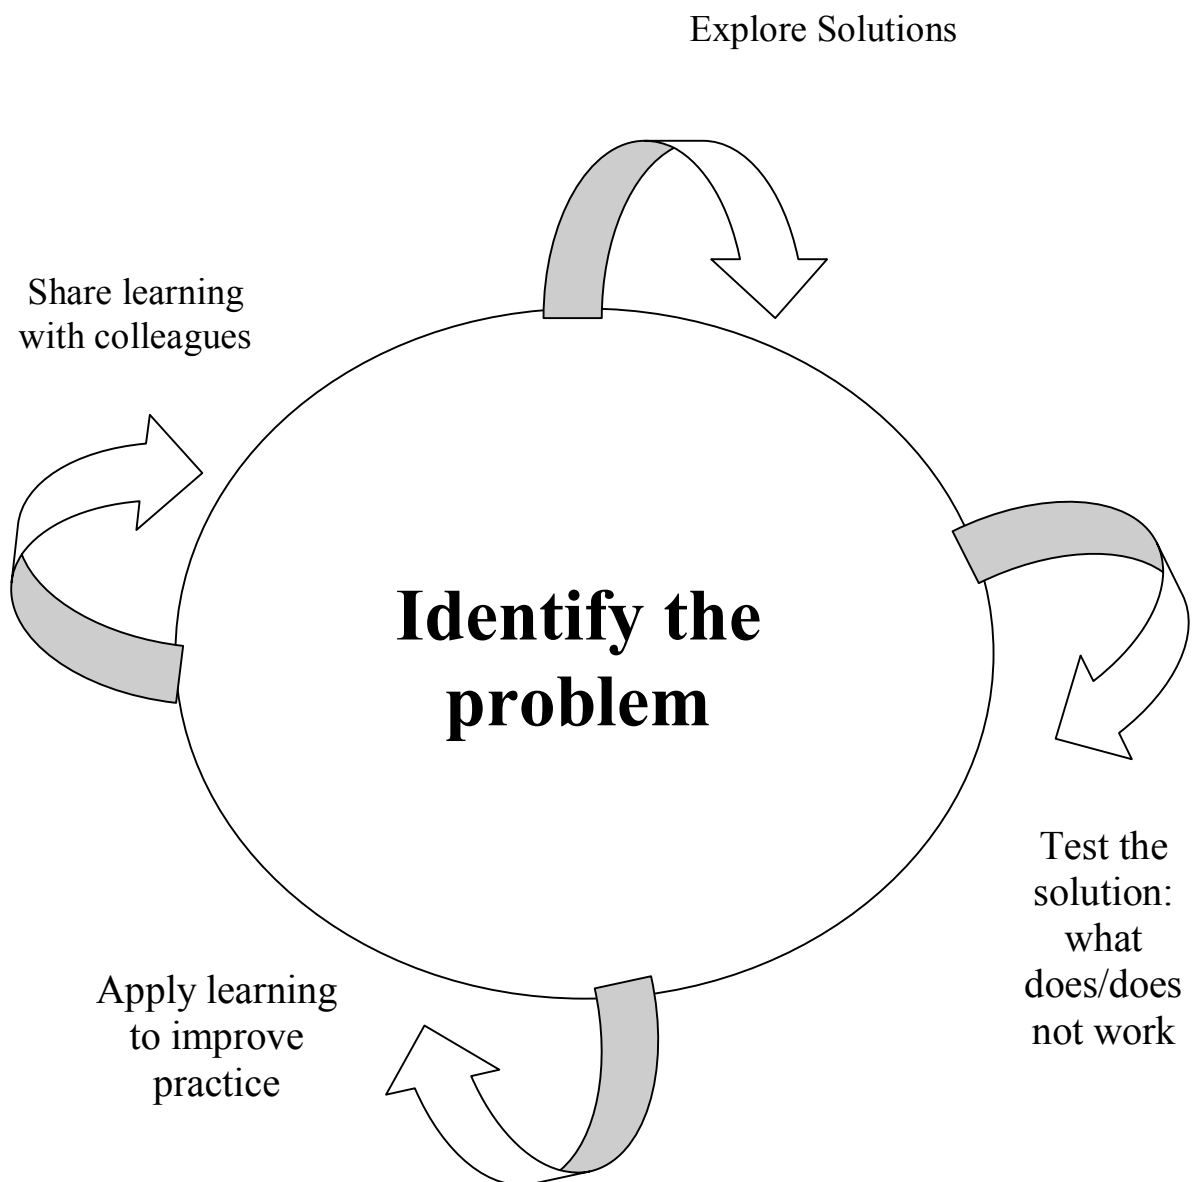 Explore Solutions
Share learning
with colleagues
Identify the
problem
Test the
solution:
what
does/does
not work
Apply learning
to improve
practice